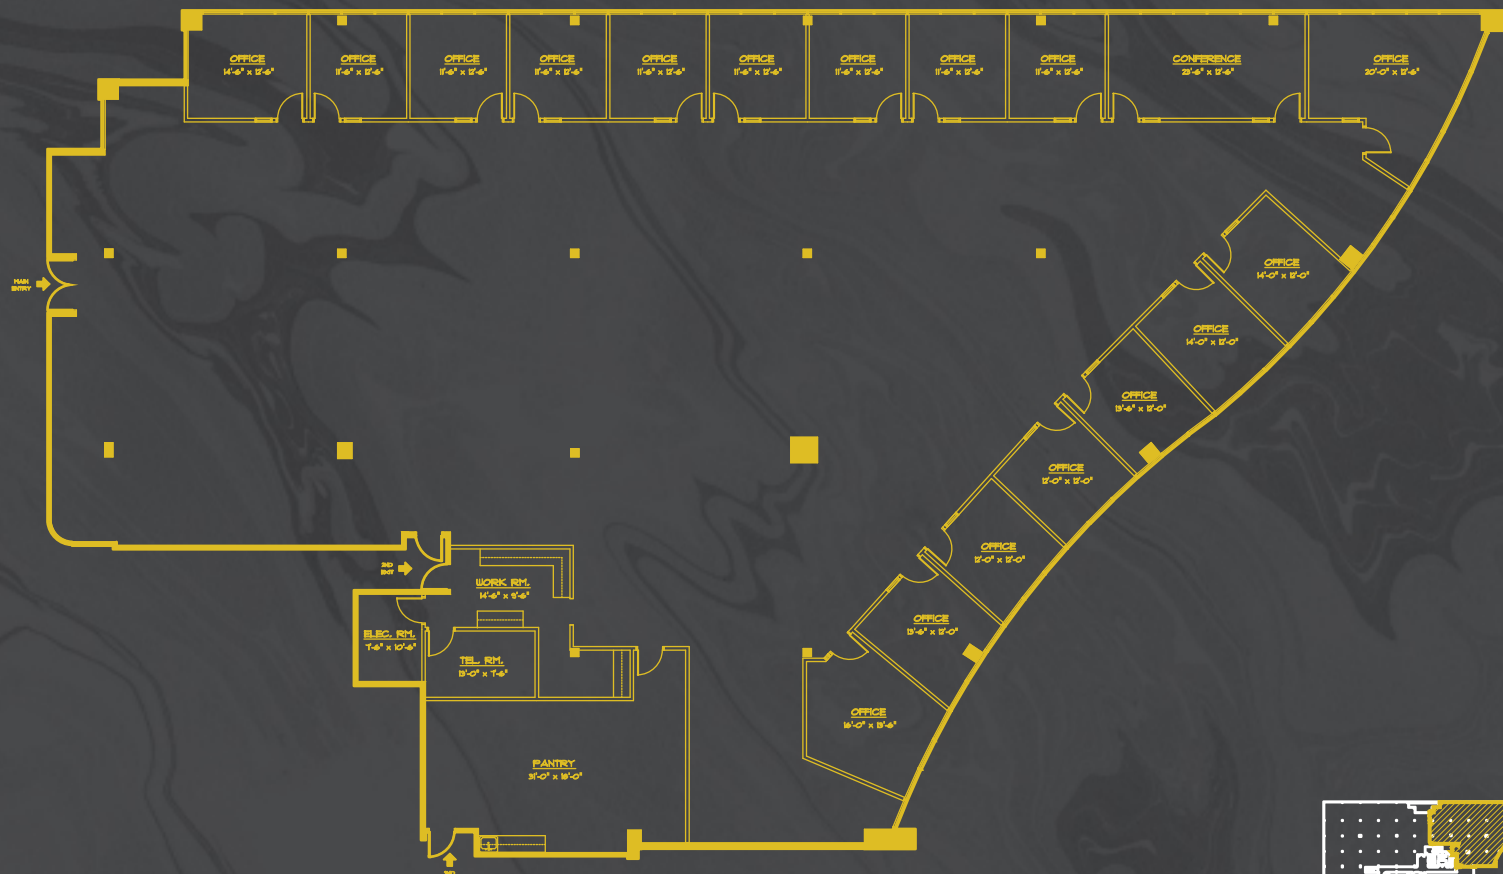 OFFICE
14'-6" x 12'-6"
OFFICE
11'-6" x 12'-6"
OFFICE
11'-6" x 12'-6"
OFFICE
11'-6" x 12'-6"
OFFICE
11'-6" x 12'-6"
OFFICE
11'-6" x 12'-6"
OFFICE
11'-6" x 12'-6"
OFFICE
11'-6" x 12'-6"
OFFICE
11'-6" x 12'-6"
CONFERENCE
23'-6" x 12'-6"
OFFICE
20'-0" x 12'-6"
OFFICE
14'-0" x 12'-0"
MAIN
ENTRY
OFFICE
14'-0" x 12'-0"
OFFICE
13'-6" x 12'-0"
OFFICE
12'-0" x 12'-0"
OFFICE
12'-0" x 12'-0"
2ND
EXIT
WORK RM.
14'-6" x 9'-6"
OFFICE
13'-6" x 12'-0"
ELEC. RM.
7'-6" x 10'-6"
TEL. RM.
13'-0" x 7'-6"
OFFICE
16'-0" x 13'-6"
PANTRY
31'-0" x 18'-0"